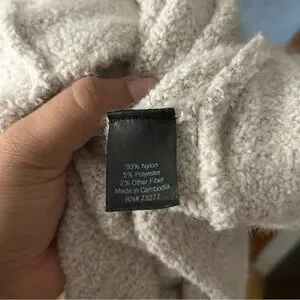 93% Nylon
5% Polyester
2% Other Fiber
Made in Cambodia
RN# 73277